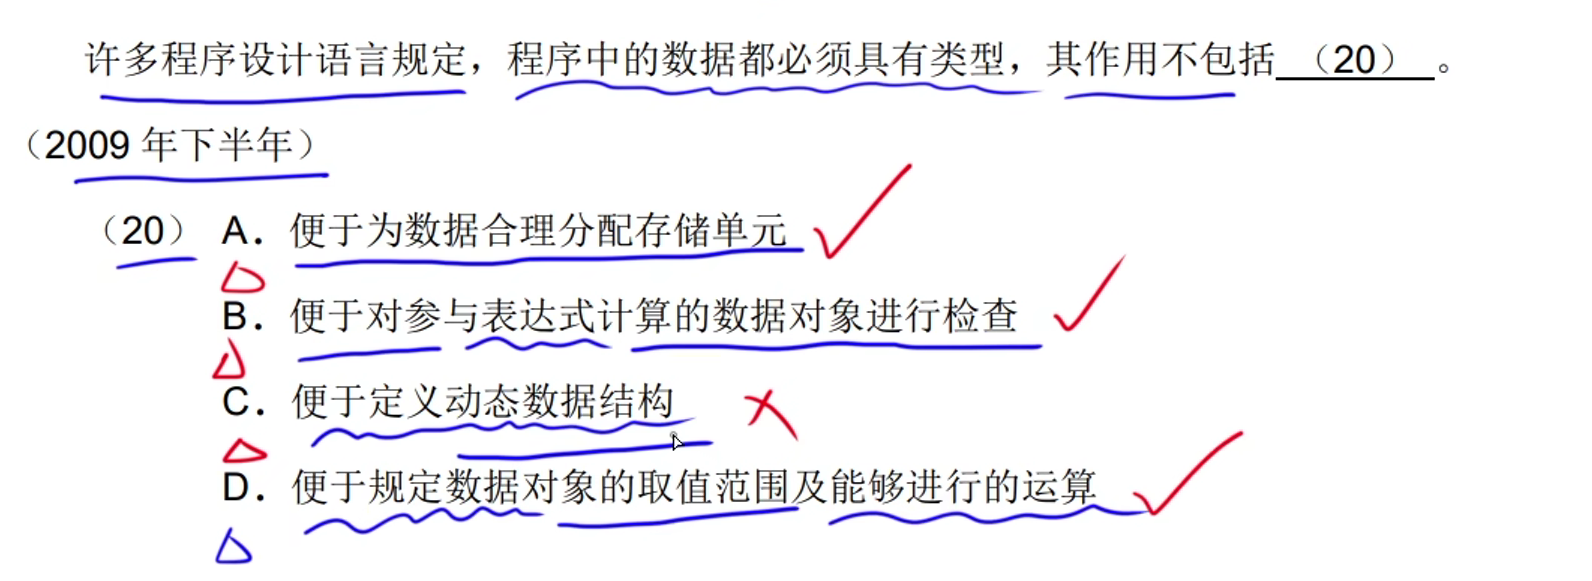 许多程序设计语言规定，程序中的数据都必须具有类型，其作用不包括（20）。
（2009 年下半年）
（20） A．便于为数据合理分配存储单元
B．便于对参与表达式计算的数据对象进行检查
C．便于定义动态数据结构
D．便于规定数据对象的取值范围及能够进行的运算